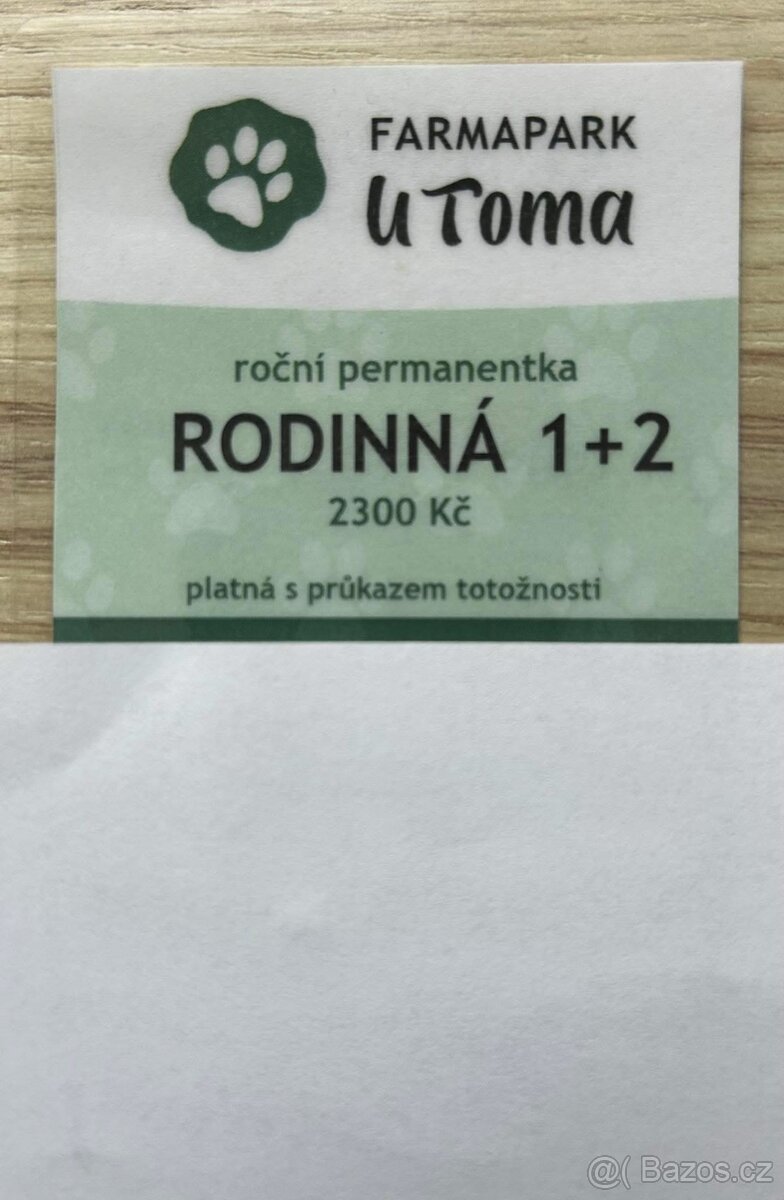 FARMAPARK
U Toma
roční permanentka
RODINNÁ 1+2
2300 Kč
platná s průkazem totožnosti
@( Bazos.cz